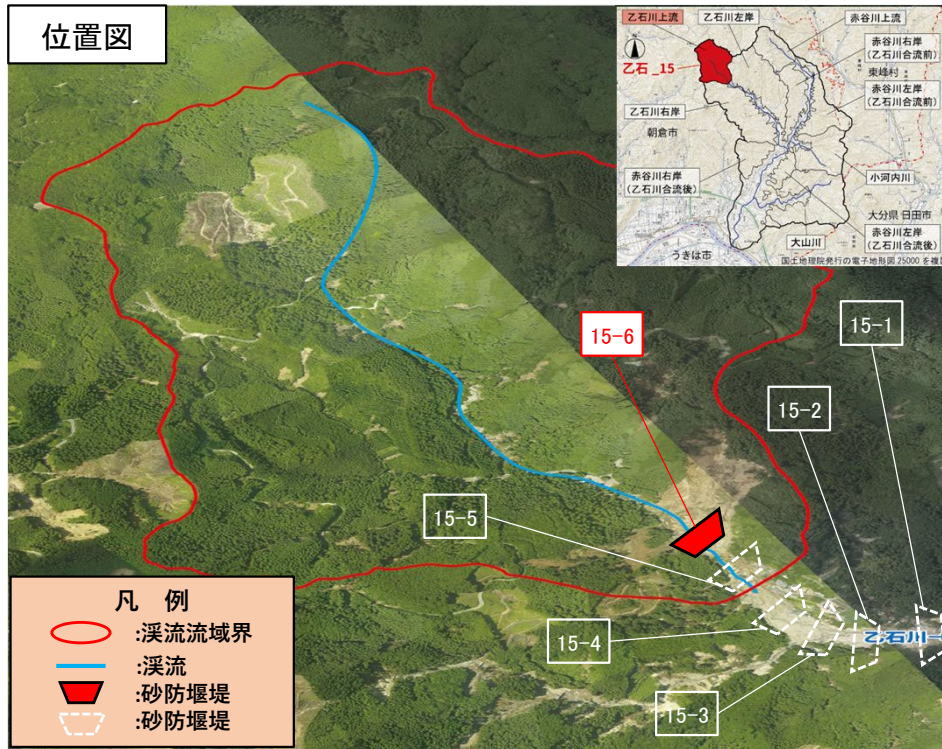 位置図
乙石川上流
乙石川左岸
赤谷川上流
赤谷川右岸
(乙石川合流前)
東峰村
乙石_15
赤谷川左岸
(乙石川合流前)
乙石川右岸
朝倉市
赤谷川右岸
(乙石川合流後)
小河内川
大分県 日田市
赤谷川左岸
(乙石川合流後)
大山川
うきは市
国土地理院発行の電子地形図25000を複
15-6
15-1
15-2
15-5
15-4
15-3
乙石川
凡 例
:渓流流域界
:渓流
:砂防堰堤
:砂防堰堤